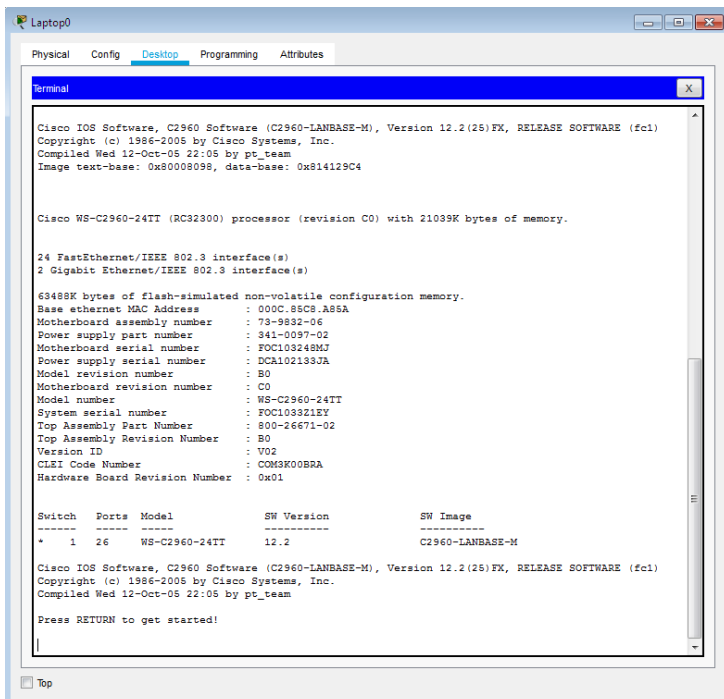 Laptop0
Physical Config Desktop Programming Attributes
Terminal X
Cisco IOS Software, C2960 Software (C2960-LANBASE-M), Version 12.2(25)FX, RELEASE SOFTWARE (fc1)
Copyright (c) 1986-2005 by Cisco Systems, Inc.
Compiled Wed 12-Oct-05 22:05 by pt_team
Image text-base: 0x80008098, data-base: 0x814129C4
Cisco WS-C2960-24TT (RC32300) processor (revision C0) with 21039K bytes of memory.
24 FastEthernet/IEEE 802.3 interface(s)
2 Gigabit Ethernet/IEEE 802.3 interface(s)
63488K bytes of flash-simulated non-volatile configuration memory.
Base ethernet MAC Address : 000C.85C8.A85A
Motherboard assembly number : 73-9832-06
Power supply part number : 341-0097-02
Motherboard serial number : FOC103248MJ
Power supply serial number : DCA102133JA
Model revision number : B0
Motherboard revision number : C0
Model number : WS-C2960-24TT
System serial number : FOC1033Z1EY
Top Assembly Part Number : 800-26671-02
Top Assembly Revision Number : B0
Version ID : V02
CLEI Code Number : COM3K00BRA
Hardware Board Revision Number : 0x01
Switch Ports Model SW Version SW Image
------ ----- ----- ---------- ----------
* 1 26 WS-C2960-24TT 12.2 C2960-LANBASE-M
Cisco IOS Software, C2960 Software (C2960-LANBASE-M), Version 12.2(25)FX, RELEASE SOFTWARE (fc1)
Copyright (c) 1986-2005 by Cisco Systems, Inc.
Compiled Wed 12-Oct-05 22:05 by pt_team
Press RETURN to get started!
Top